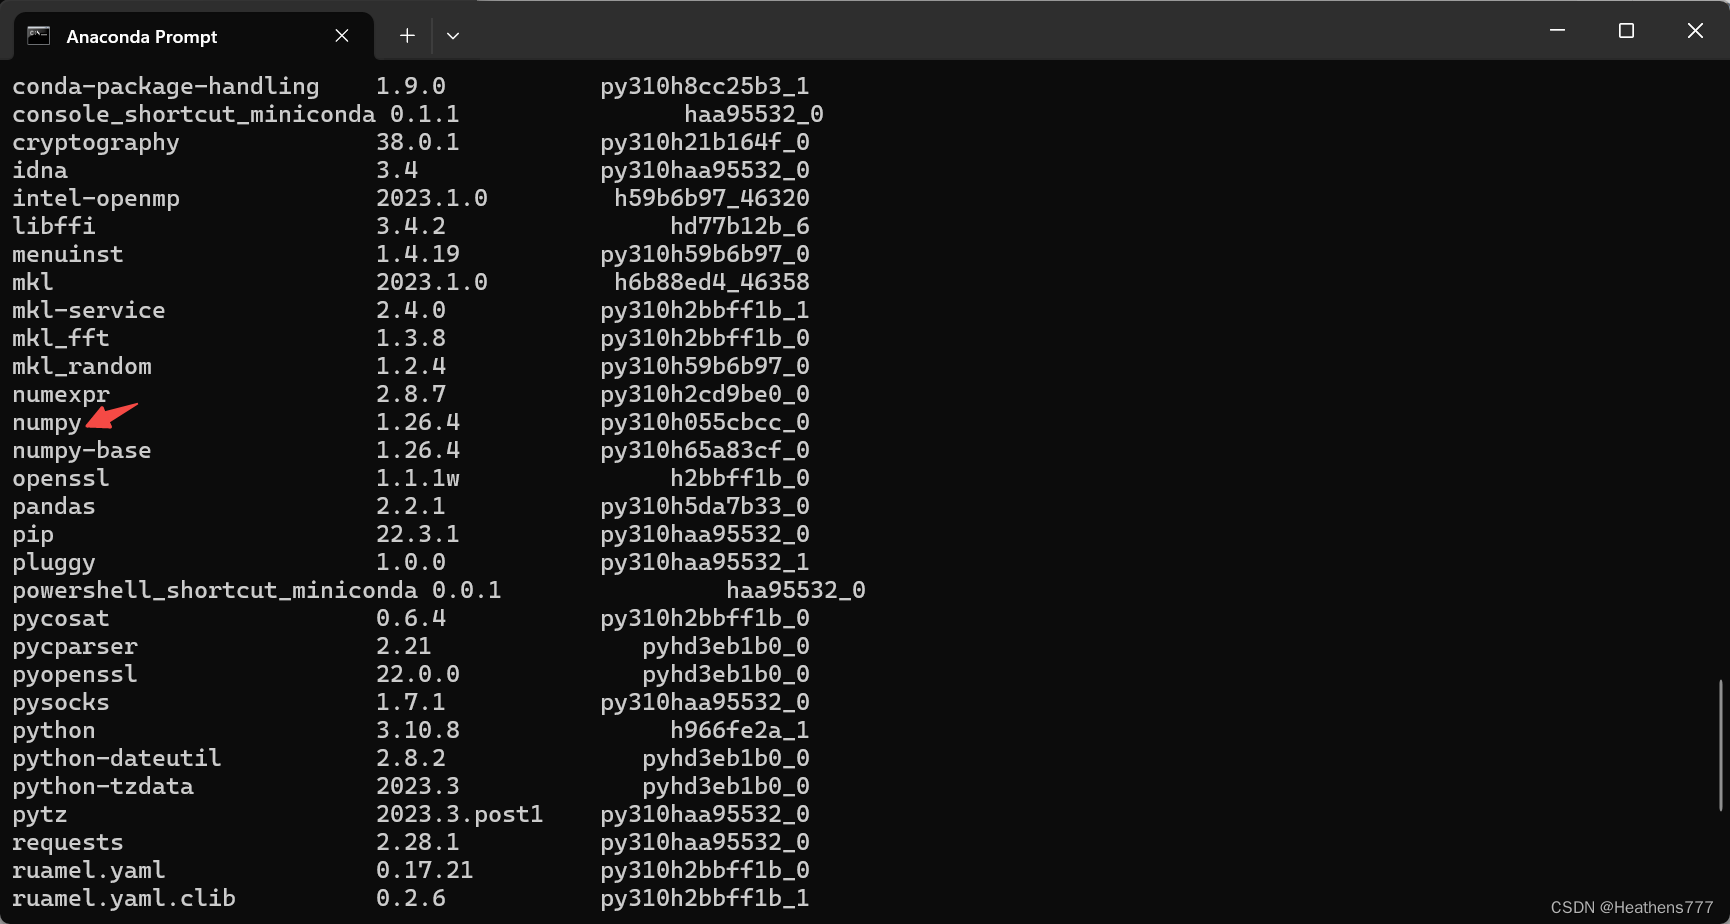 Anaconda Prompt
conda-package-handling 1.9.0 py310h8cc25b3_1
console_shortcut_miniconda 0.1.1 haa95532_0
cryptography 38.0.1 py310h21b164f_0
idna 3.4 py310haa95532_0
intel-openmp 2023.1.0 h59b6b97_46320
libffi 3.4.2 hd77b12b_6
menuinst 1.4.19 py310h59b6b97_0
mkl 2023.1.0 h6b88ed4_46358
mkl-service 2.4.0 py310h2bbff1b_1
mkl_fft 1.3.8 py310h2bbff1b_0
mkl_random 1.2.4 py310h59b6b97_0
numexpr 2.8.7 py310h2cd9be0_0
numpy 1.26.4 py310h055cbcc_0
numpy-base 1.26.4 py310h65a83cf_0
openssl 1.1.1w h2bbff1b_0
pandas 2.2.1 py310h5da7b33_0
pip 22.3.1 py310haa95532_0
pluggy 1.0.0 py310haa95532_1
powershell_shortcut_miniconda 0.0.1 haa95532_0
pycosat 0.6.4 py310h2bbff1b_0
pycparser 2.21 pyhd3eb1b0_0
pyopenssl 22.0.0 pyhd3eb1b0_0
pysocks 1.7.1 py310haa95532_0
python 3.10.8 h966fe2a_1
python-dateutil 2.8.2 pyhd3eb1b0_0
python-tzdata 2023.3 pyhd3eb1b0_0
pytz 2023.3.post1 py310haa95532_0
requests 2.28.1 py310haa95532_0
ruamel.yaml 0.17.21 py310h2bbff1b_0
ruamel.yaml.clib 0.2.6 py310h2bbff1b_1
CSDN @Heathens777